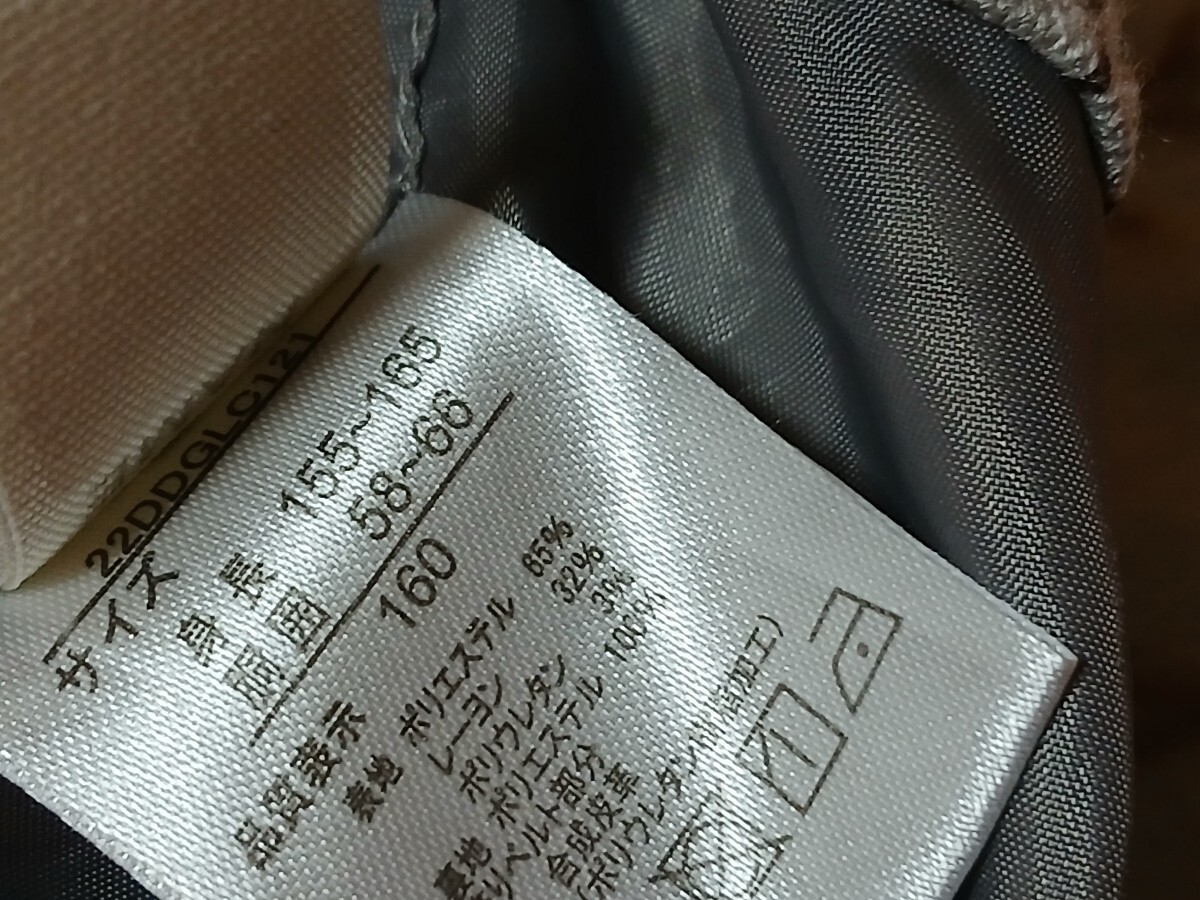 22DDGLC121
サイズ
身長 155~165
胴囲 58~66
160
品質表示
表地 ポリエステル 65%
レーヨン 32%
ポリウレタン 3%
裏地 ポリエステル 100%
ベルト部分
合成皮革
(ポリウレタン 加工)